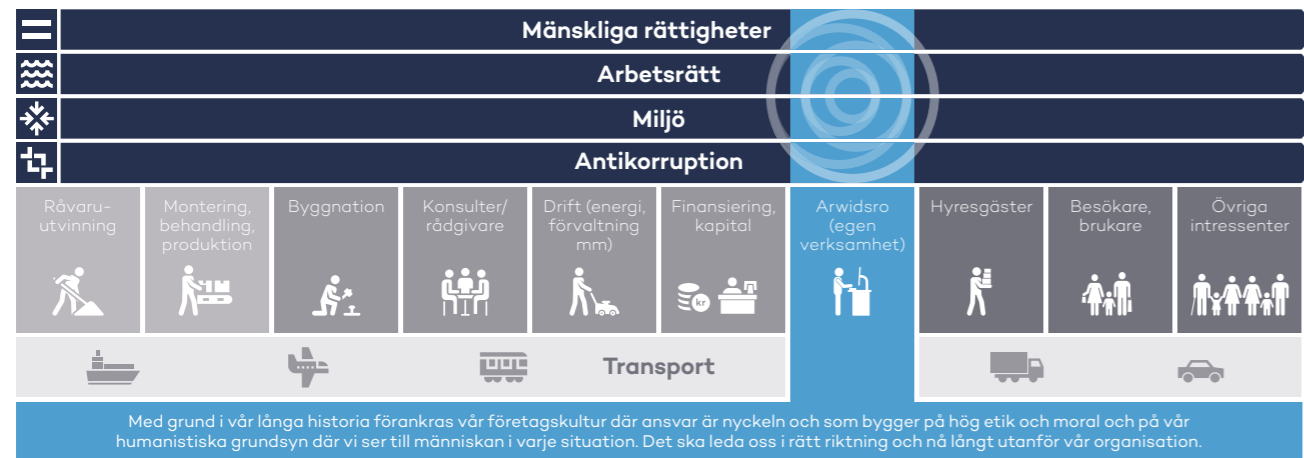 Mänskliga rättigheter
Arbetsrätt
Miljö
Antikorruption
Råvaru-
utvinning
Montering,
behandling,
produktion
Byggnation
Konsulter/
rådgivare
Drift (energi,
förvaltning
mm)
Finansiering,
kapital
kr
Arwidsro
(egen
verksamhet)
Hyresgäster
Besökare,
brukare
Övriga
intressenter
Transport
Med grund i vår långa historia förankras vår företagskultur där ansvar är nyckeln och som bygger på hög etik och moral och på vår
humanistiska grundsyn där vi ser till människan i varje situation. Det ska leda oss i rätt riktning och nå långt utanför vår organisation.